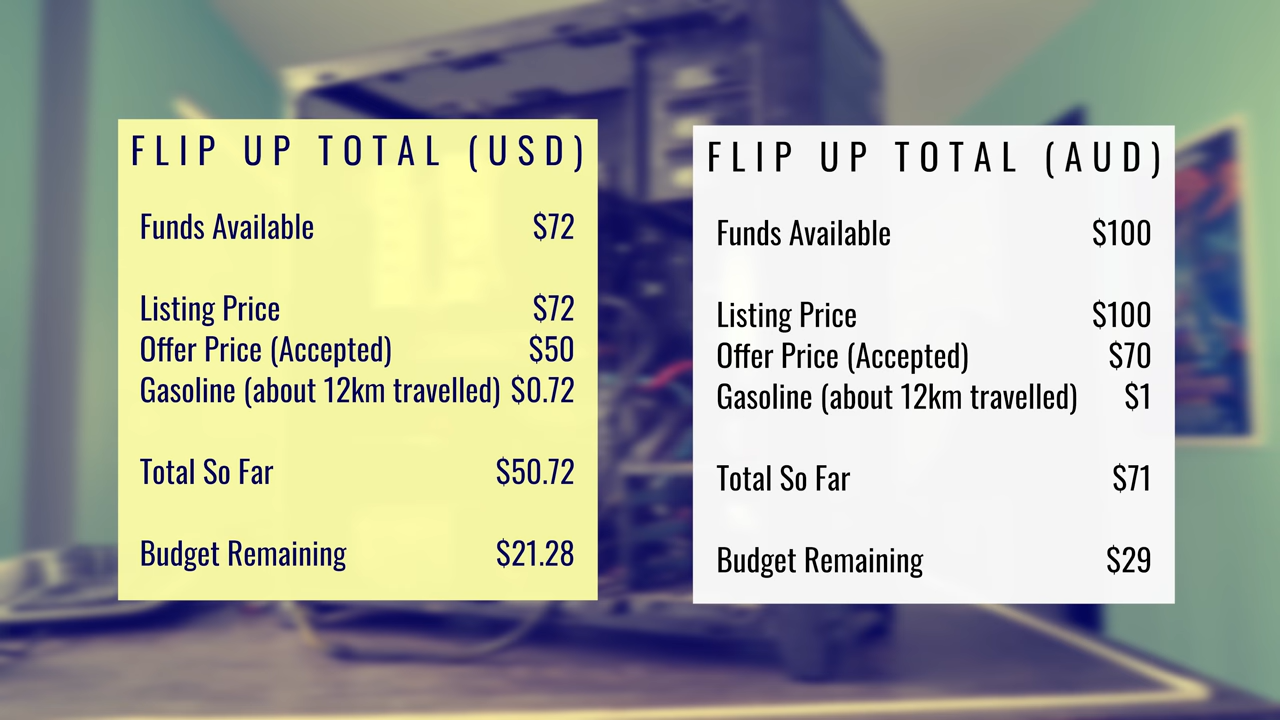 FLIP UP TOTAL (USD)
Funds Available $72
Listing Price $72
Offer Price (Accepted) $50
Gasoline (about 12km travelled) $0.72
Total So Far $50.72
Budget Remaining $21.28
FLIP UP TOTAL (AUD)
Funds Available $100
Listing Price $100
Offer Price (Accepted) $70
Gasoline (about 12km travelled) $1
Total So Far $71
Budget Remaining $29